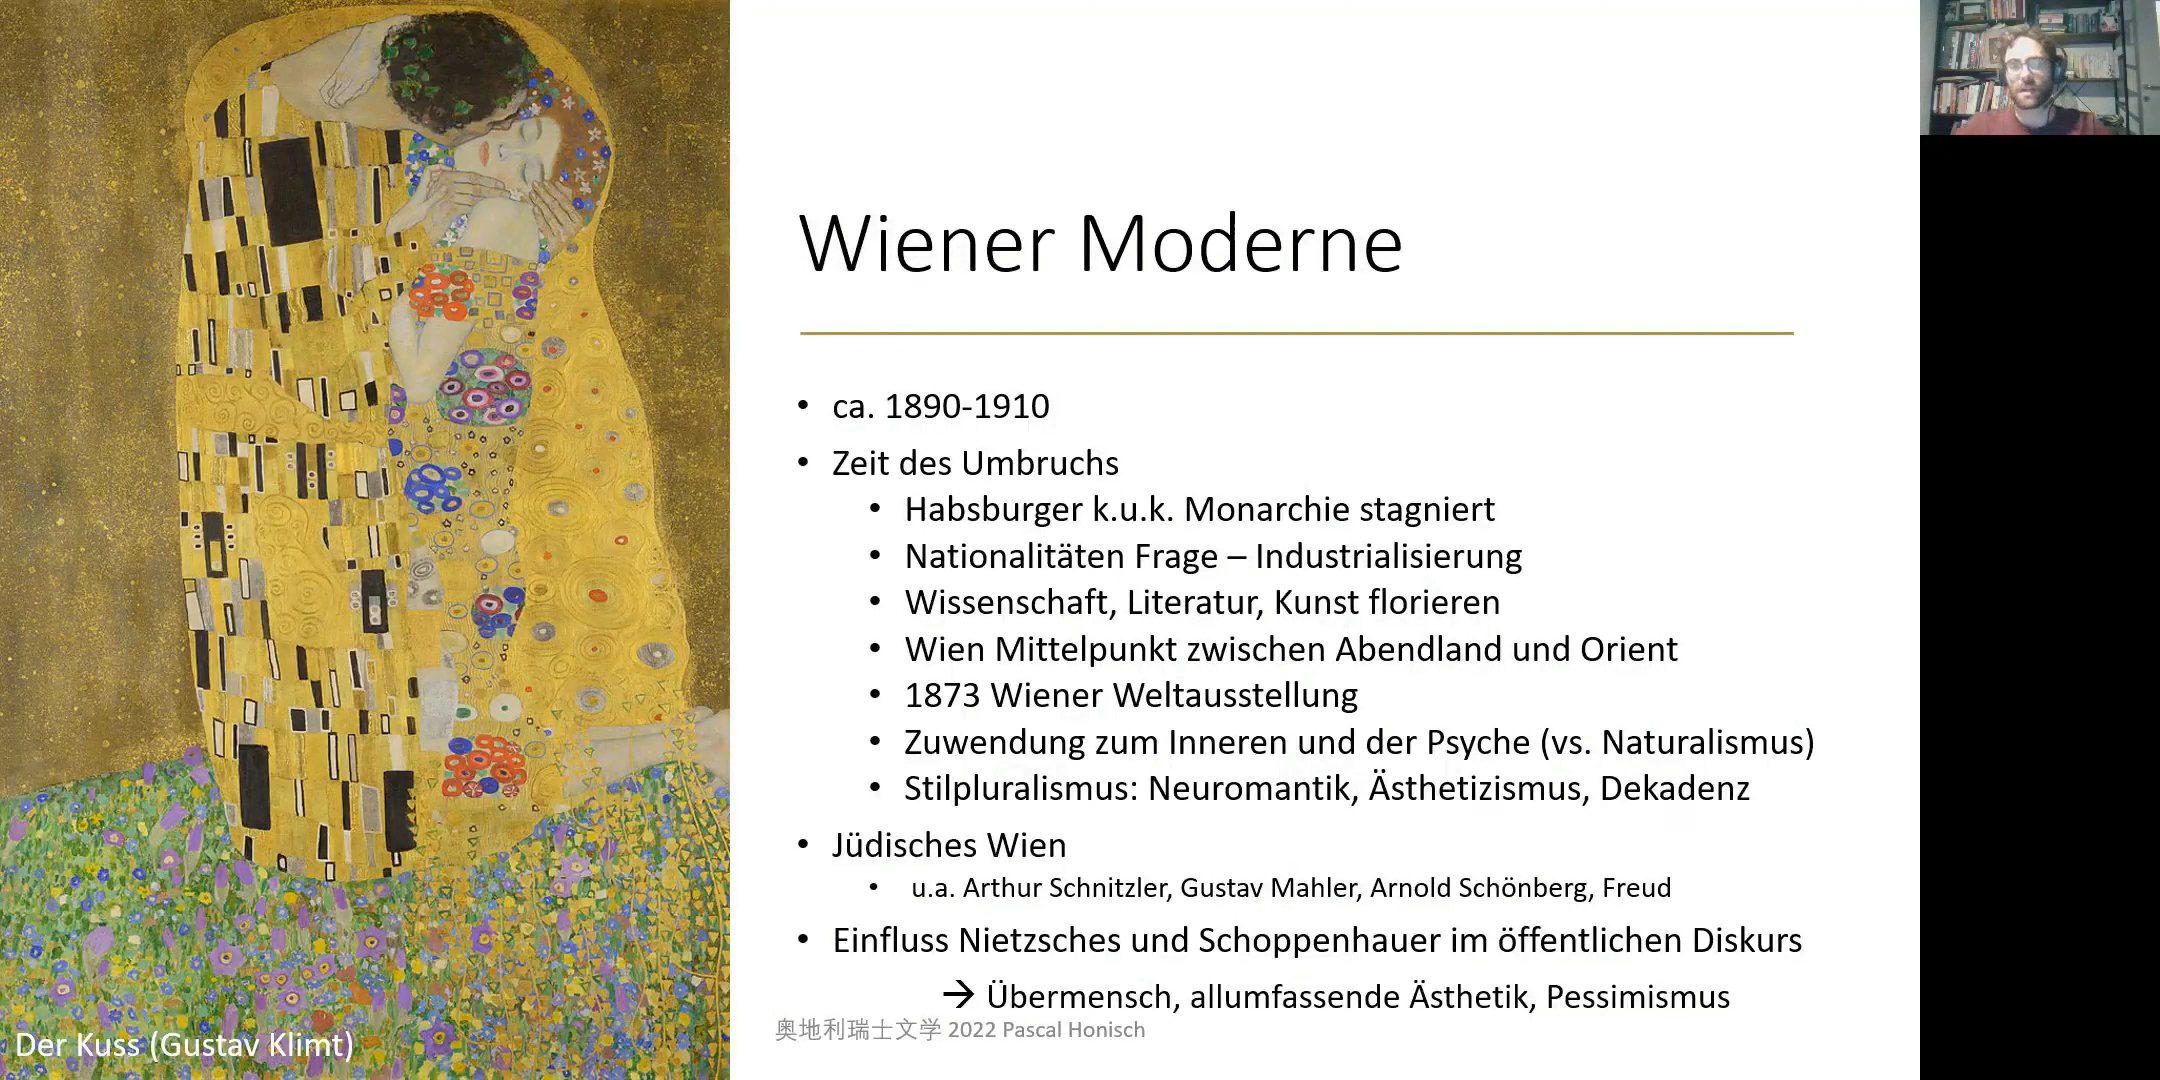 Wiener Moderne
• ca. 1890-1910
• Zeit des Umbruchs
• Habsburger k.u.k. Monarchie stagniert
• Nationalitäten Frage – Industrialisierung
• Wissenschaft, Literatur, Kunst florieren
• Wien Mittelpunkt zwischen Abendland und Orient
• 1873 Wiener Weltausstellung
• Zuwendung zum Inneren und der Psyche (vs. Naturalismus)
• Stilpluralismus: Neuromantik, Ästhetizismus, Dekadenz
• Jüdisches Wien
• u.a. Arthur Schnitzler, Gustav Mahler, Arnold Schönberg, Freud
• Einfluss Nietzsches und Schoppenhauer im öffentlichen Diskurs
→ Übermensch, allumfassende Ästhetik, Pessimismus
奥地利瑞士文学 2022 Pascal Honisch
Der Kuss (Gustav Klimt)